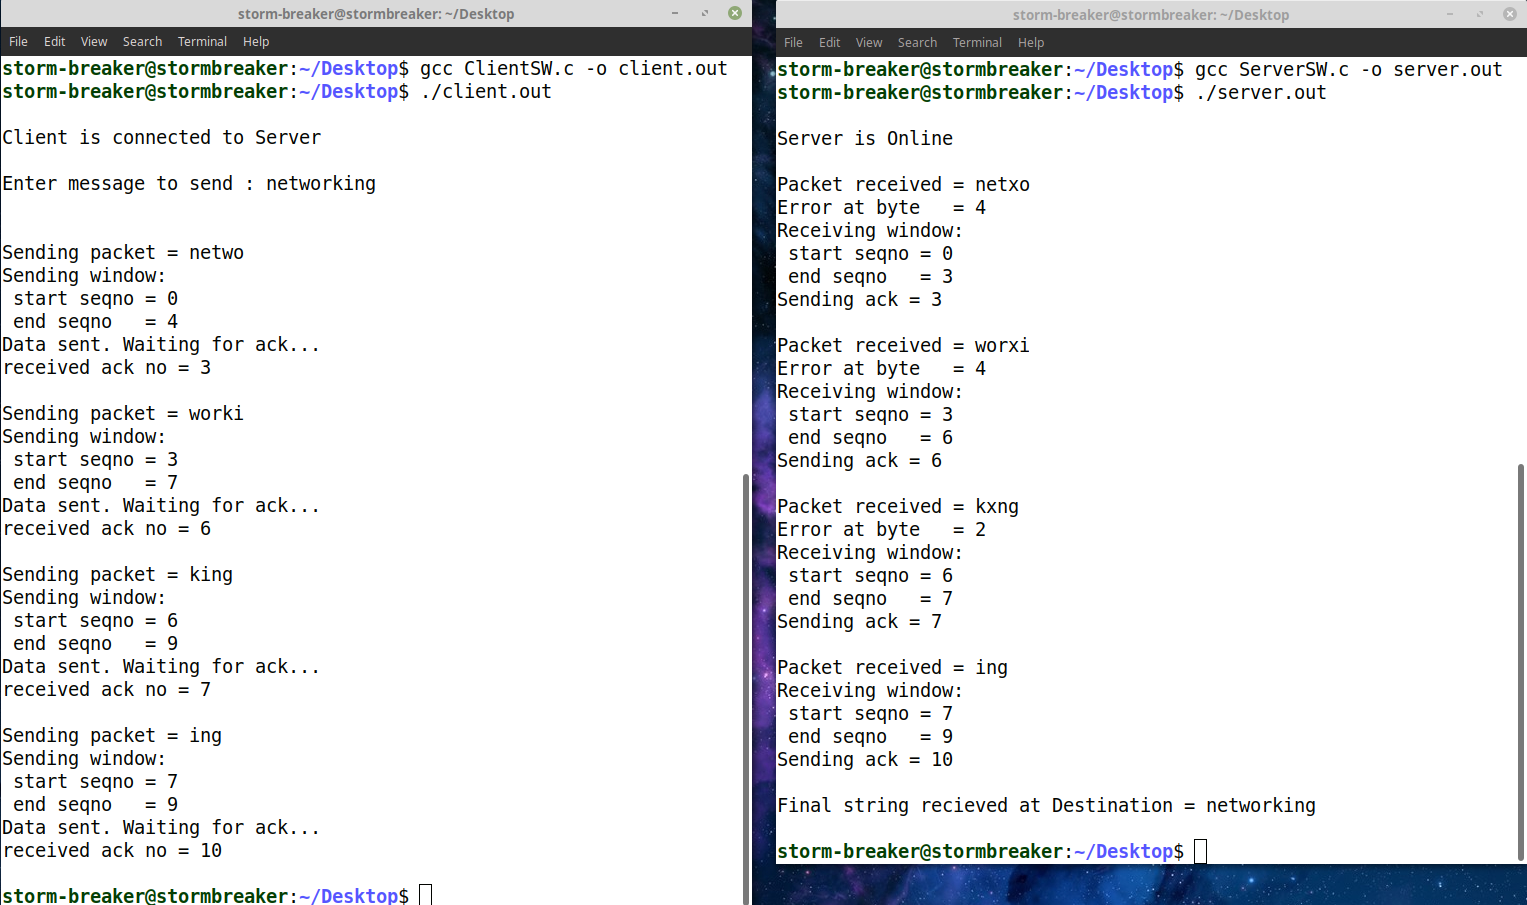 storm-breaker@stormbreaker: ~/Desktop
File Edit View Search Terminal Help
storm-breaker@stormbreaker:~/Desktop$ gcc ClientSW.c -o client.out
storm-breaker@stormbreaker:~/Desktop$ ./client.out
Client is connected to Server
Enter message to send : networking
Sending packet = netwo
Sending window:
start seqno = 0
end seqno   = 4
Data sent. Waiting for ack...
received ack no = 3
Sending packet = worki
Sending window:
start seqno = 3
end seqno   = 7
Data sent. Waiting for ack...
received ack no = 6
Sending packet = king
Sending window:
start seqno = 6
end seqno   = 9
Data sent. Waiting for ack...
received ack no = 7
Sending packet = ing
Sending window:
start seqno = 7
end seqno   = 9
Data sent. Waiting for ack...
received ack no = 10
storm-breaker@stormbreaker:~/Desktop$
storm-breaker@stormbreaker: ~/Desktop
File Edit View Search Terminal Help
storm-breaker@stormbreaker:~/Desktop$ gcc ServerSW.c -o server.out
storm-breaker@stormbreaker:~/Desktop$ ./server.out
Server is Online
Packet received = netxo
Error at byte   = 4
Receiving window:
start seqno = 0
end seqno   = 3
Sending ack = 3
Packet received = worxi
Error at byte   = 4
Receiving window:
start seqno = 3
end seqno   = 6
Sending ack = 6
Packet received = kxng
Error at byte   = 2
Receiving window:
start seqno = 6
end seqno   = 7
Sending ack = 7
Packet received = ing
Receiving window:
start seqno = 7
end seqno   = 9
Sending ack = 10
Final string recieved at Destination = networking
storm-breaker@stormbreaker:~/Desktop$